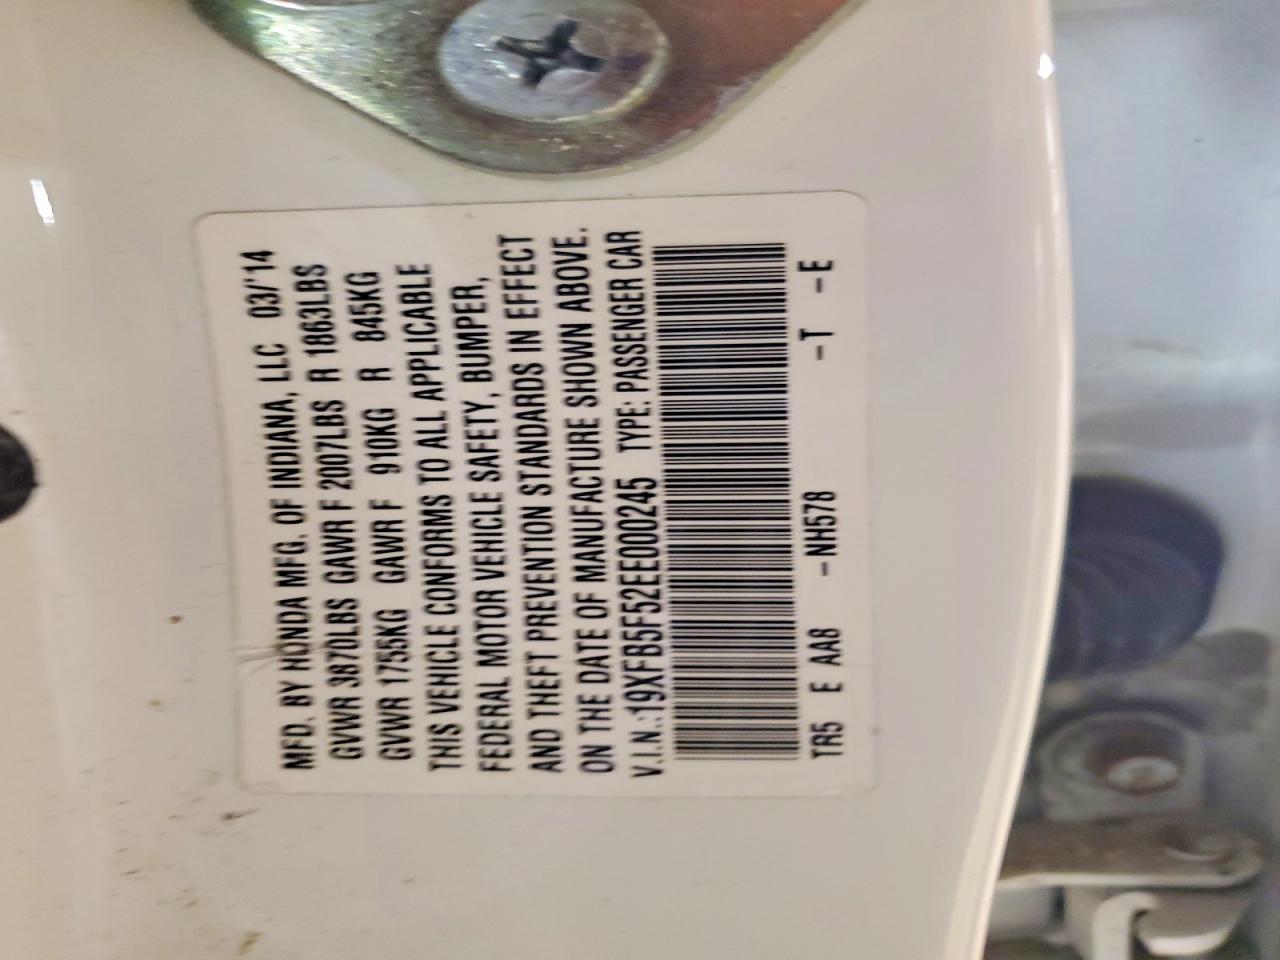 MFD. BY HONDA MFG. OF INDIANA, LLC 03/'14
GVWR 3870LBS GAWR F 2007LBS R 1863LBS
GVWR 1755KG GAWR F 910KG R 845KG
THIS VEHICLE CONFORMS TO ALL APPLICABLE
FEDERAL MOTOR VEHICLE SAFETY, BUMPER,
AND THEFT PREVENTION STANDARDS IN EFFECT
ON THE DATE OF MANUFACTURE SHOWN ABOVE.
V.I.N.:19XFB5F52EE000245 TYPE: PASSENGER CAR
TR5 E AA8 -NH578 -T -E